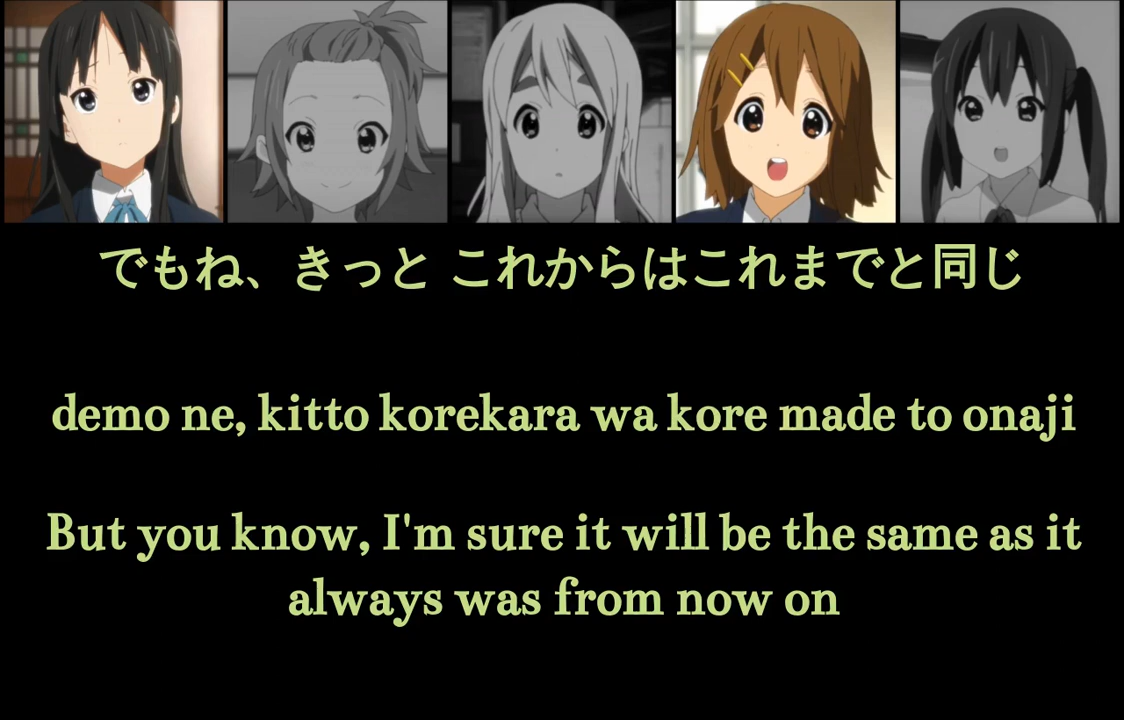 でもね、きっと これからはこれまでと同じ
demo ne, kitto korekara wa kore made to onaji
But you know, I'm sure it will be the same as it
always was from now on